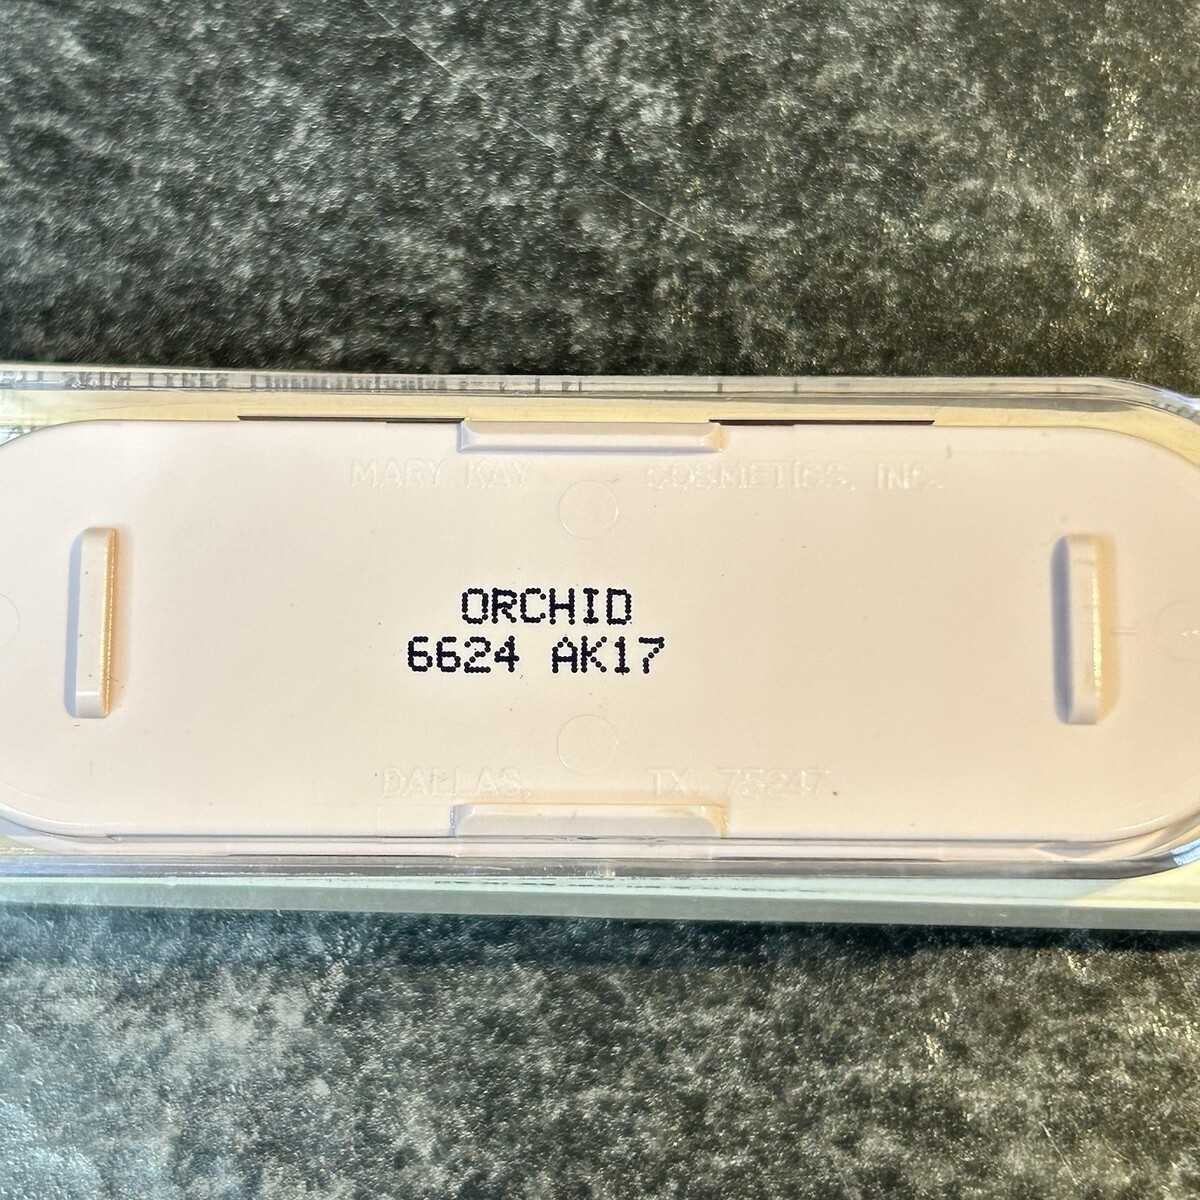 MARY KAY COSMETICS, INC.
ORCHID
6624 AK17
DALLAS, TX 75247